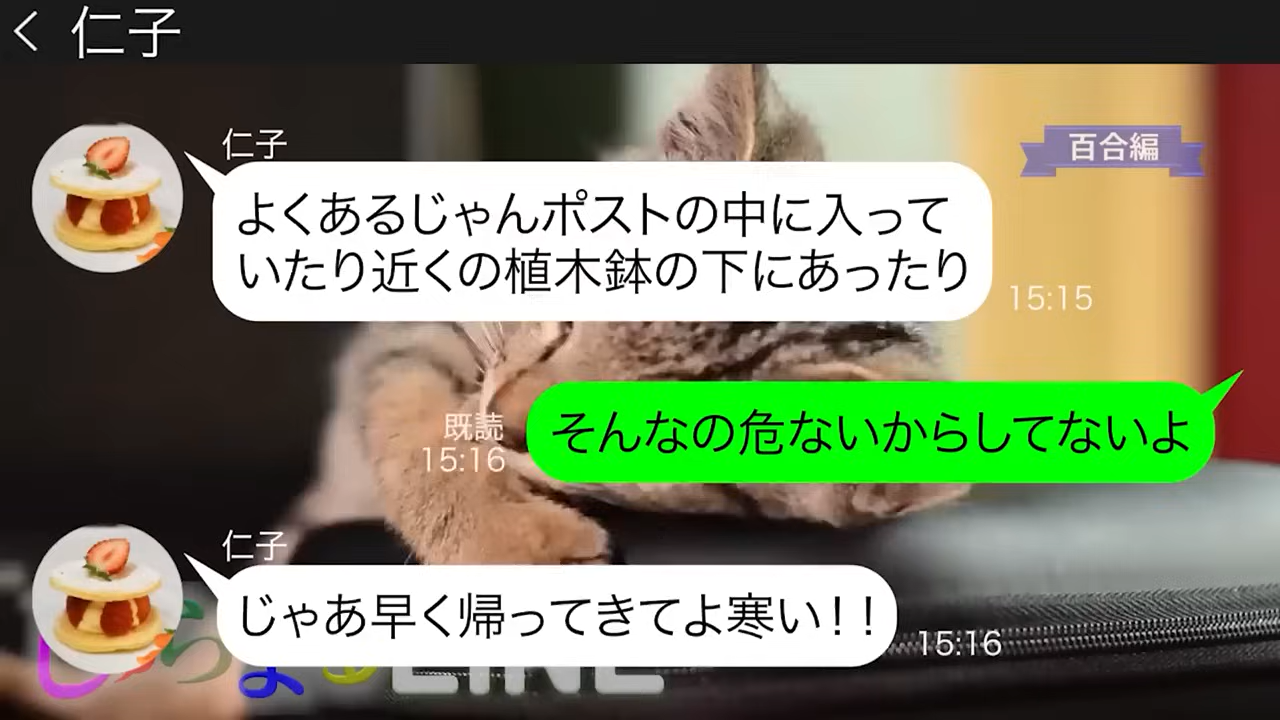 仁子
仁子
百合編
よくあるじゃんポストの中に入って
いたり近くの植木鉢の下にあったり
15:15
既読
15:16
そんなの危ないからしてないよ
仁子
じゃあ早く帰ってきてよ寒い！！
15:16
LINE